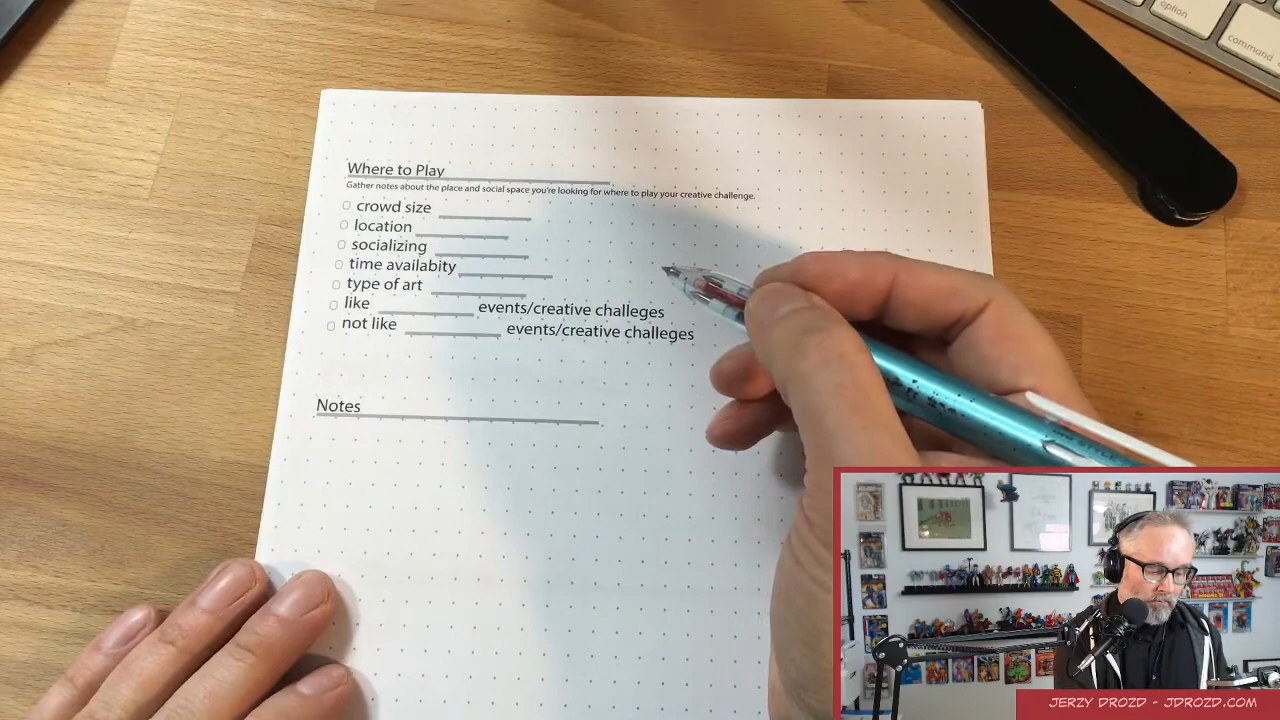 option
command
Where to Play
Gather notes about the place and social space you're looking for where to play your creative challenge.
crowd size
location
socializing
time availabity
type of art
like ____ events/creative challeges
not like ____ events/creative challeges
Notes
JERZY DROZD - JDROZD.COM